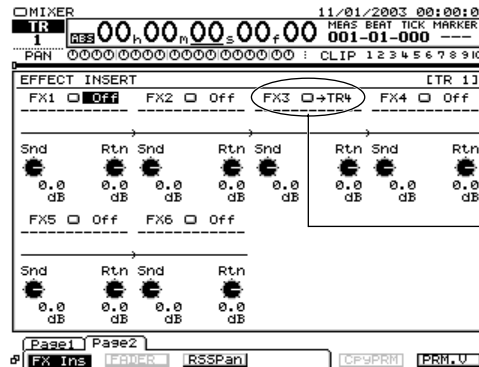 MIXER 11/01/2003 00:00:0
TR 1 ABS 00h00m00s00f00 MEAS BEAT TICK MARKER
001-01-000 ---
PAN CLIP 1 2 3 4 5 6 7 8 9 10
EFFECT INSERT [TR 1]
FX1 Off FX2 Off FX3 →TR4 FX4 Off
Snd Rtn Snd Rtn Snd Rtn Snd Rtn
0.0 0.0 0.0 0.0 0.0 0.0 0.0 0.0
dB dB dB dB dB dB dB dB
FX5 Off FX6 Off
Snd Rtn Snd Rtn
0.0 0.0 0.0 0.0
dB dB dB dB
Page1 Page2
FX Ins FADER RSSPan CpyPRM PRM.V